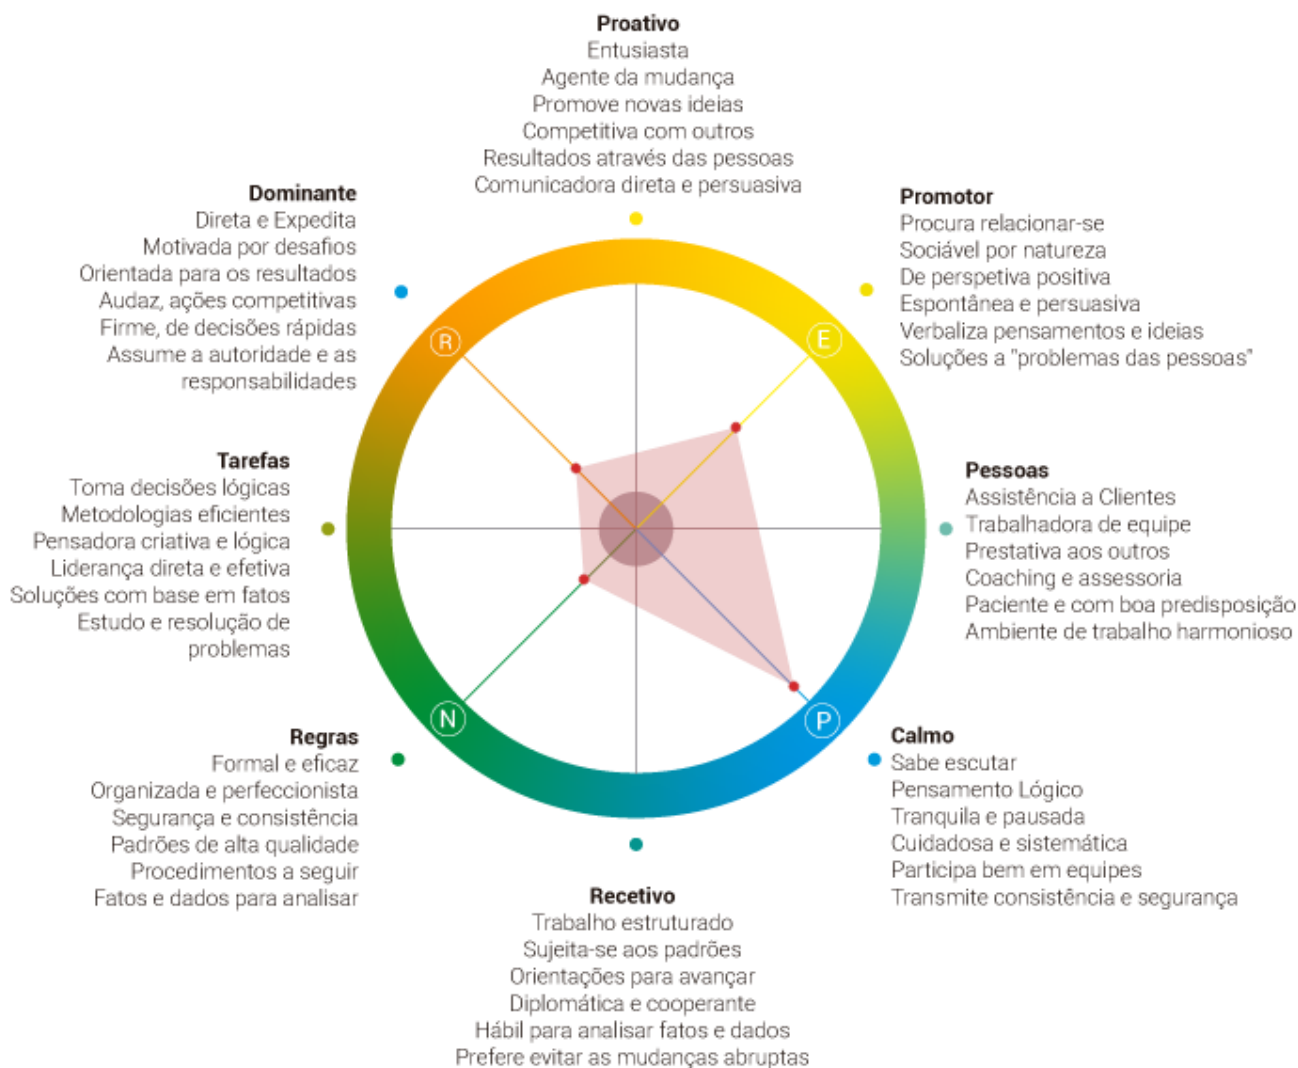 Proativo
Entusiasta
Agente da mudança
Promove novas ideias
Competitiva com outros
Resultados através das pessoas
Comunicadora direta e persuasiva
Dominante
Direta e Expedita
Motivada por desafios
Orientada para os resultados
Audaz, ações competitivas
Firme, de decisões rápidas
Assume a autoridade e as
responsabilidades
Promotor
Procura relacionar-se
Sociável por natureza
De perspetiva positiva
Espontânea e persuasiva
Verbaliza pensamentos e ideias
Soluções a "problemas das pessoas"
R
E
Tarefas
Toma decisões lógicas
Metodologias eficientes
Pensadora criativa e lógica
Liderança direta e efetiva
Soluções com base em fatos
Estudo e resolução de
problemas
Pessoas
Assistência a Clientes
Trabalhadora de equipe
Prestativa aos outros
Coaching e assessoria
Paciente e com boa predisposição
Ambiente de trabalho harmonioso
N
P
Regras
Formal e eficaz
Organizada e perfeccionista
Segurança e consistência
Padrões de alta qualidade
Procedimentos a seguir
Fatos e dados para analisar
Calmo
Sabe escutar
Pensamento Lógico
Tranquila e pausada
Cuidadosa e sistemática
Participa bem em equipes
Transmite consistência e segurança
Recetivo
Trabalho estruturado
Sujeita-se aos padrões
Orientações para avançar
Diplomática e cooperante
Hábil para analisar fatos e dados
Prefere evitar as mudanças abruptas